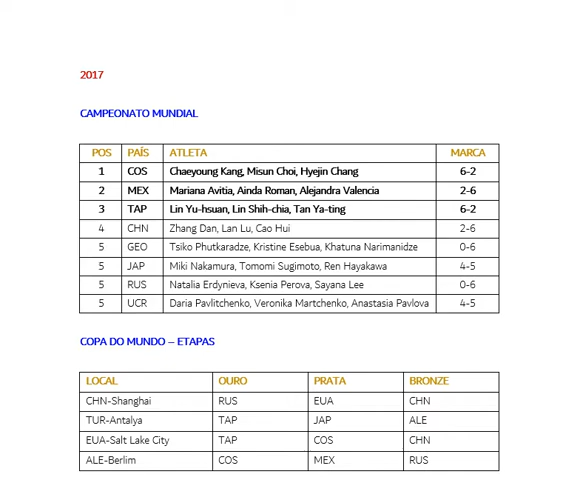 2017
CAMPEONATO MUNDIAL
POS PAÍS ATLETA MARCA
1 COS Chaeyoung Kang, Misun Choi, Hyejin Chang 6-2
2 MEX Mariana Avitia, Ainda Roman, Alejandra Valencia 2-6
3 TAP Lin Yu-hsuan, Lin Shih-chia, Tan Ya-ting 6-2
4 CHN Zhang Dan, Lan Lu, Cao Hui 2-6
5 GEO Tsiko Phutkaradze, Kristine Esebua, Khatuna Narimanidze 0-6
5 JAP Miki Nakamura, Tomomi Sugimoto, Ren Hayakawa 4-5
5 RUS Natalia Erdynieva, Ksenia Perova, Sayana Lee 0-6
5 UCR Daria Pavlitchenko, Veronika Martchenko, Anastasia Pavlova 4-5
COPA DO MUNDO – ETAPAS
LOCAL OURO PRATA BRONZE
CHN-Shanghai RUS EUA CHN
TUR-Antalya TAP JAP ALE
EUA-Salt Lake City TAP COS CHN
ALE-Berlim COS MEX RUS